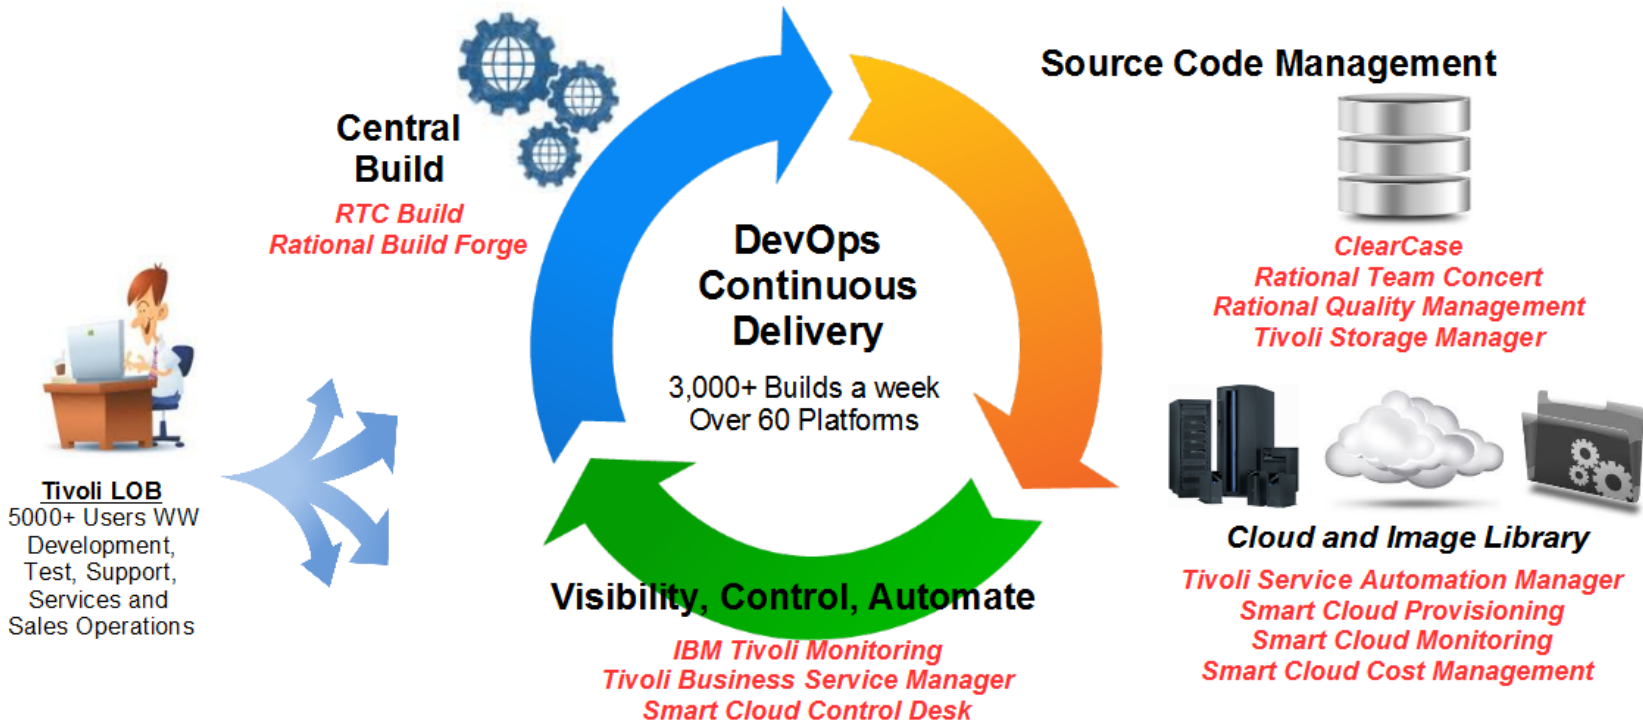 Source Code Management
Central
Build
RTC Build
Rational Build Forge
DevOps
Continuous
Delivery
3,000+ Builds a week
Over 60 Platforms
ClearCase
Rational Team Concert
Rational Quality Management
Tivoli Storage Manager
Tivoli LOB
5000+ Users WW
Development,
Test, Support,
Services and
Sales Operations
Cloud and Image Library
Tivoli Service Automation Manager
Smart Cloud Provisioning
Smart Cloud Monitoring
Smart Cloud Cost Management
Visibility, Control, Automate
IBM Tivoli Monitoring
Tivoli Business Service Manager
Smart Cloud Control Desk